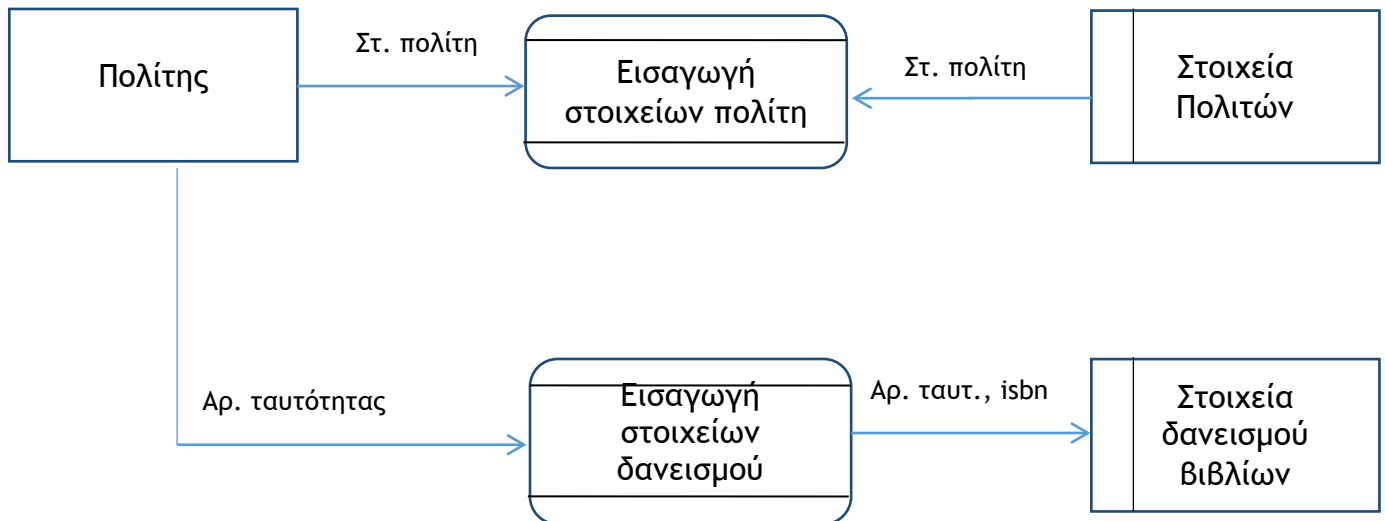 Πολίτης
Στ. πολίτη
Εισαγωγή
στοιχείων πολίτη
Στ. πολίτη
Στοιχεία
Πολιτών
Αρ. ταυτότητας
Εισαγωγή
στοιχείων
δανεισμού
Αρ. ταυτ., isbn
Στοιχεία
δανεισμού
βιβλίων